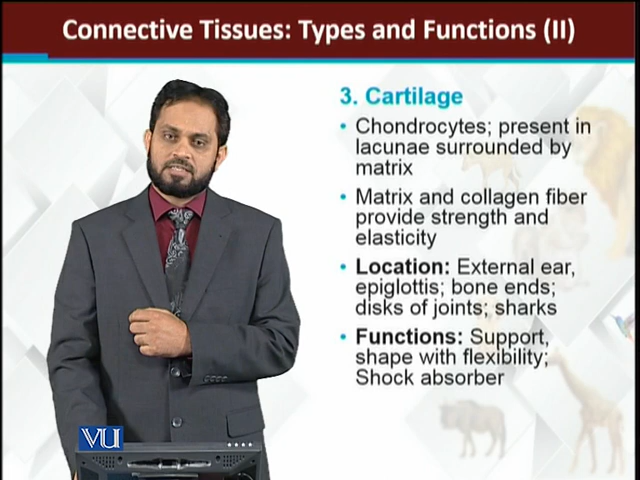 Connective Tissues: Types and Functions (II)
3. Cartilage
• Chondrocytes; present in
lacunae surrounded by
matrix
• Matrix and collagen fiber
provide strength and
elasticity
• Location: External ear,
epiglottis; bone ends;
disks of joints; sharks
• Functions: Support,
shape with flexibility;
Shock absorber
VU